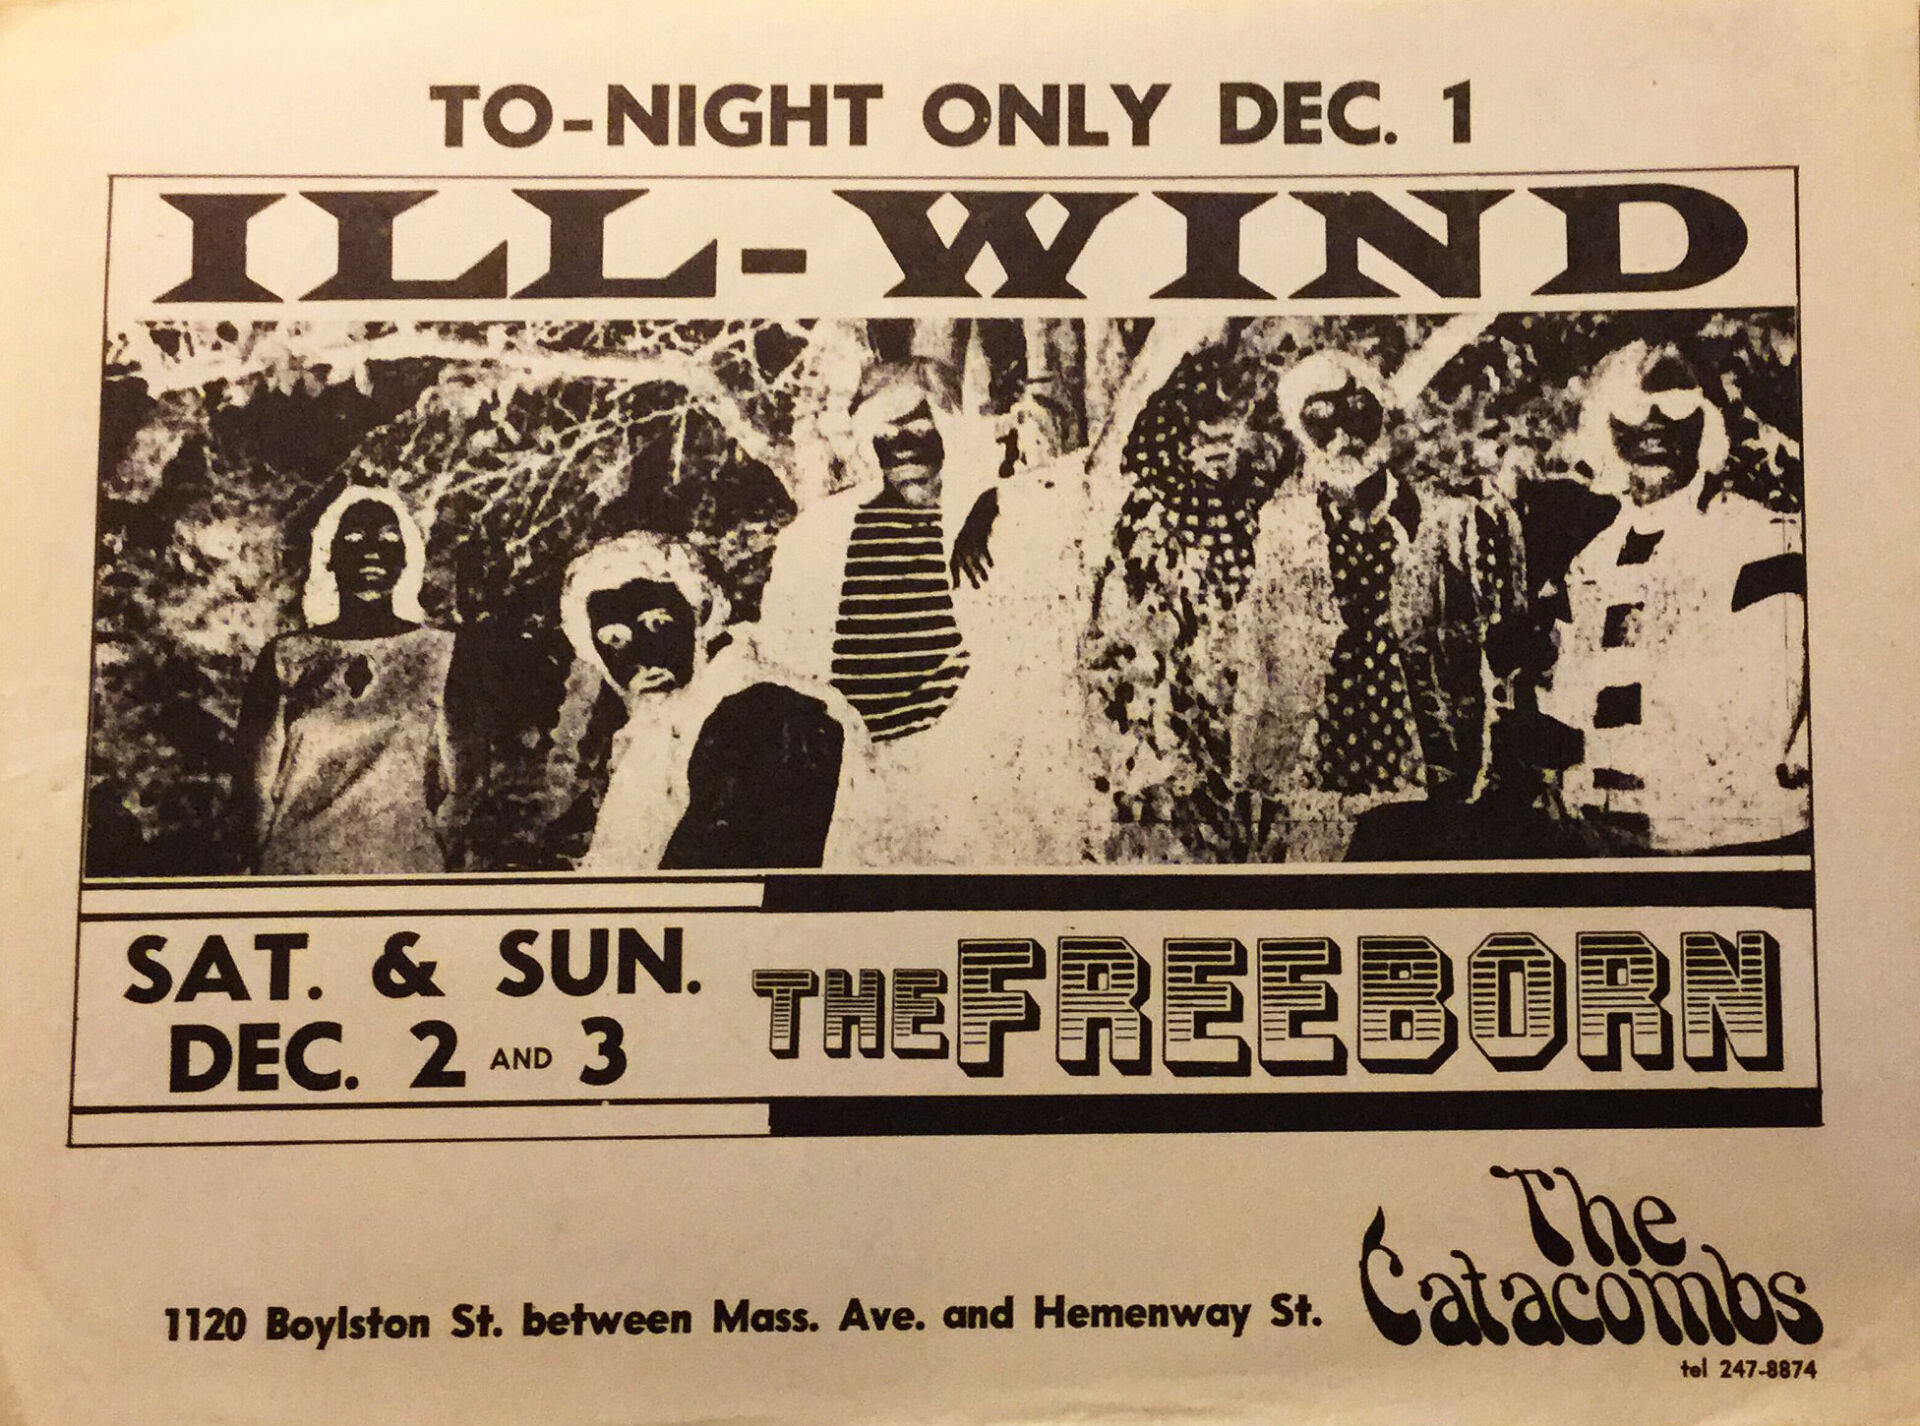 TO-NIGHT ONLY DEC. 1
ILL-WIND
SAT. & SUN.
DEC. 2 AND 3
THE FREEBORN
The
Catacombs
1120 Boylston St. between Mass. Ave. and Hemenway St.
tel 247-8874